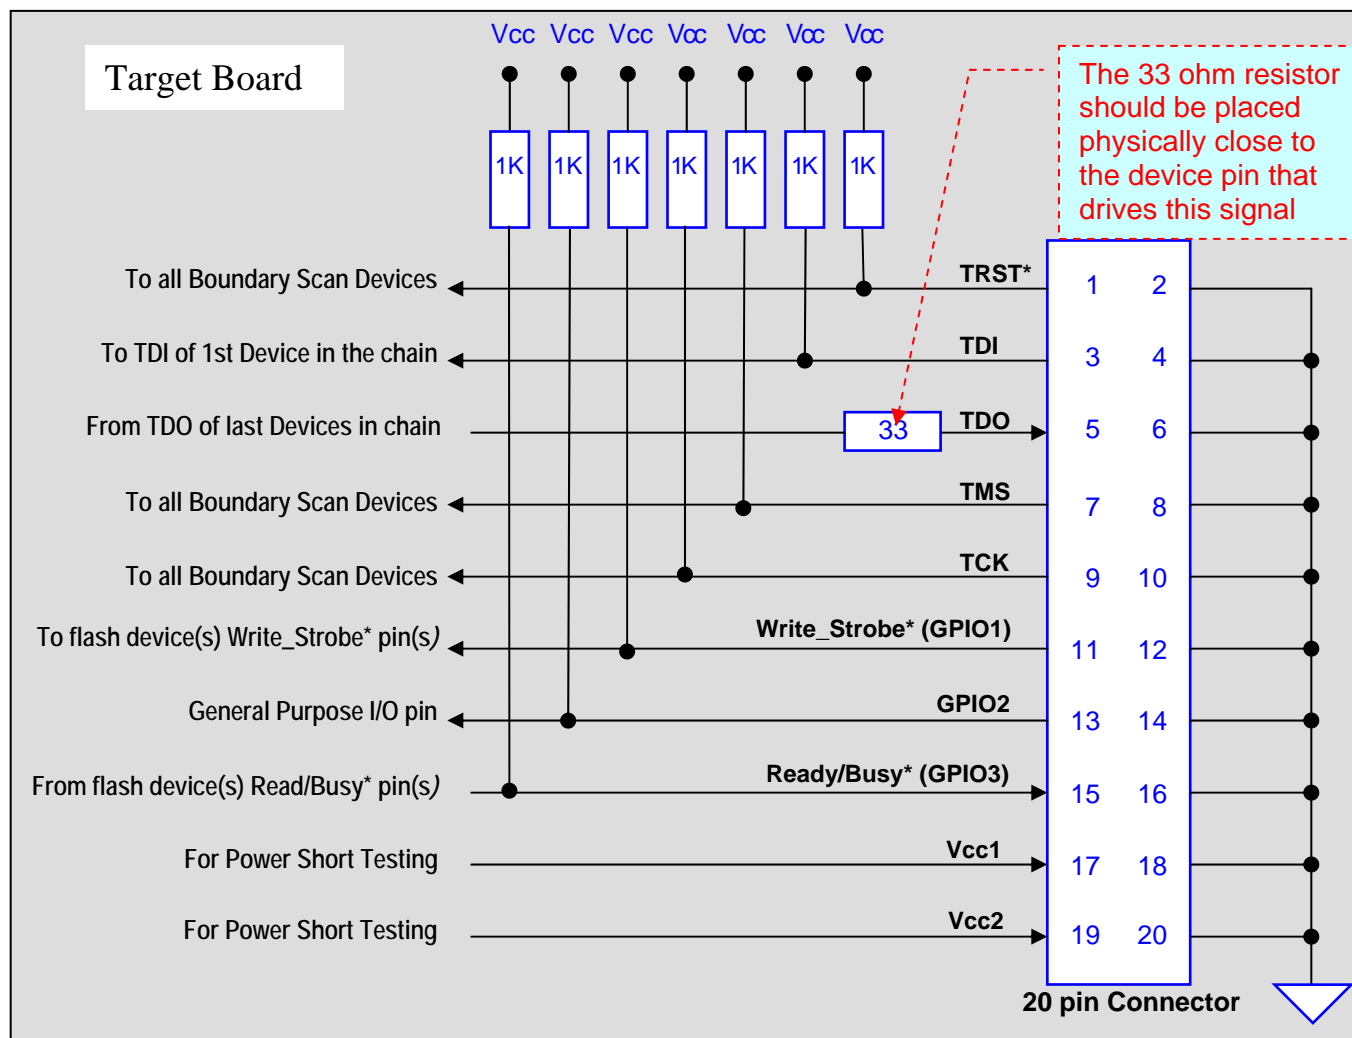 Vcc Vcc Vcc Vcc Vcc Vcc Vcc
Target Board
The 33 ohm resistor
should be placed
physically close to
the device pin that
drives this signal
1K 1K 1K 1K 1K 1K 1K
To all Boundary Scan Devices TRST* 1 2
To TDI of 1st Device in the chain TDI 3 4
From TDO of last Devices in chain 33 TDO 5 6
To all Boundary Scan Devices TMS 7 8
To all Boundary Scan Devices TCK 9 10
To flash device(s) Write_Strobe* pin(s) Write_Strobe* (GPIO1) 11 12
General Purpose I/O pin GPIO2 13 14
From flash device(s) Read/Busy* pin(s) Ready/Busy* (GPIO3) 15 16
For Power Short Testing Vcc1 17 18
For Power Short Testing Vcc2 19 20
20 pin Connector